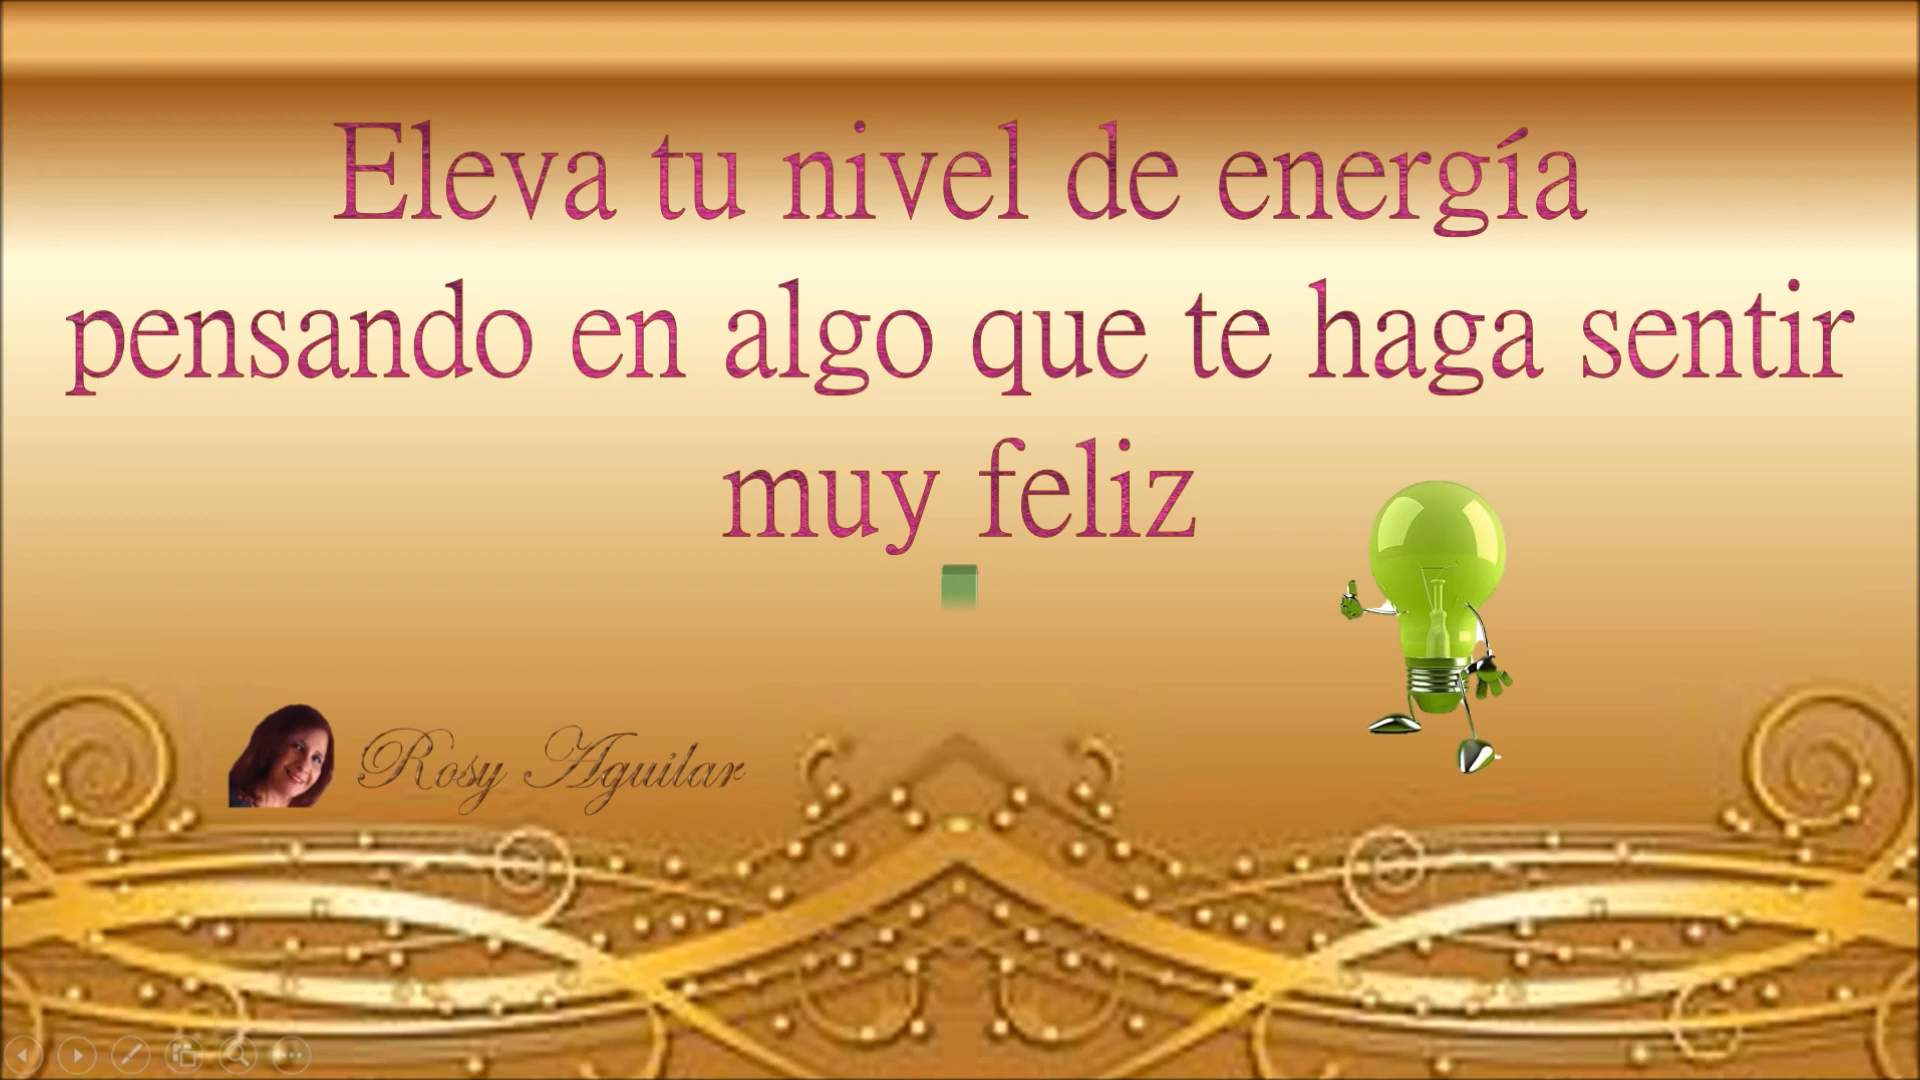 Eleva tu nivel de energía
pensando en algo que te haga sentir
muy feliz
Rosy Aguilar